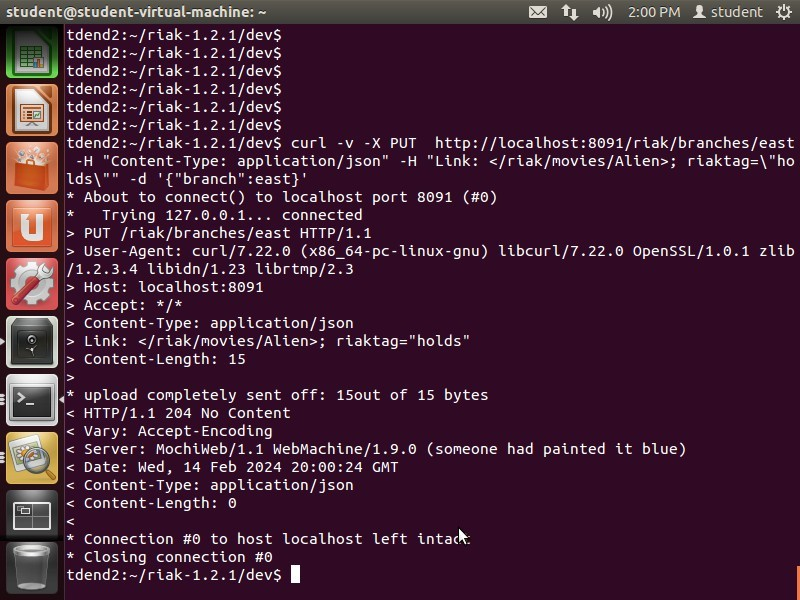 student@student-virtual-machine: ~ 2:00 PM student
tdend2:~/riak-1.2.1/dev$
tdend2:~/riak-1.2.1/dev$
tdend2:~/riak-1.2.1/dev$
tdend2:~/riak-1.2.1/dev$
tdend2:~/riak-1.2.1/dev$
tdend2:~/riak-1.2.1/dev$
tdend2:~/riak-1.2.1/dev$ curl -v -X PUT  http://localhost:8091/riak/branches/east
 -H "Content-Type: application/json" -H "Link: </riak/movies/Alien>; riaktag=\"ho
lds\"" -d '{"branch":east}'
* About to connect() to localhost port 8091 (#0)
*   Trying 127.0.0.1... connected
> PUT /riak/branches/east HTTP/1.1
> User-Agent: curl/7.22.0 (x86_64-pc-linux-gnu) libcurl/7.22.0 OpenSSL/1.0.1 zlib
/1.2.3.4 libidn/1.23 librtmp/2.3
> Host: localhost:8091
> Accept: */*
> Content-Type: application/json
> Link: </riak/movies/Alien>; riaktag="holds"
> Content-Length: 15
>
* upload completely sent off: 15out of 15 bytes
< HTTP/1.1 204 No Content
< Vary: Accept-Encoding
< Server: MochiWeb/1.1 WebMachine/1.9.0 (someone had painted it blue)
< Date: Wed, 14 Feb 2024 20:00:24 GMT
< Content-Type: application/json
< Content-Length: 0
<
* Connection #0 to host localhost left intact
* Closing connection #0
tdend2:~/riak-1.2.1/dev$